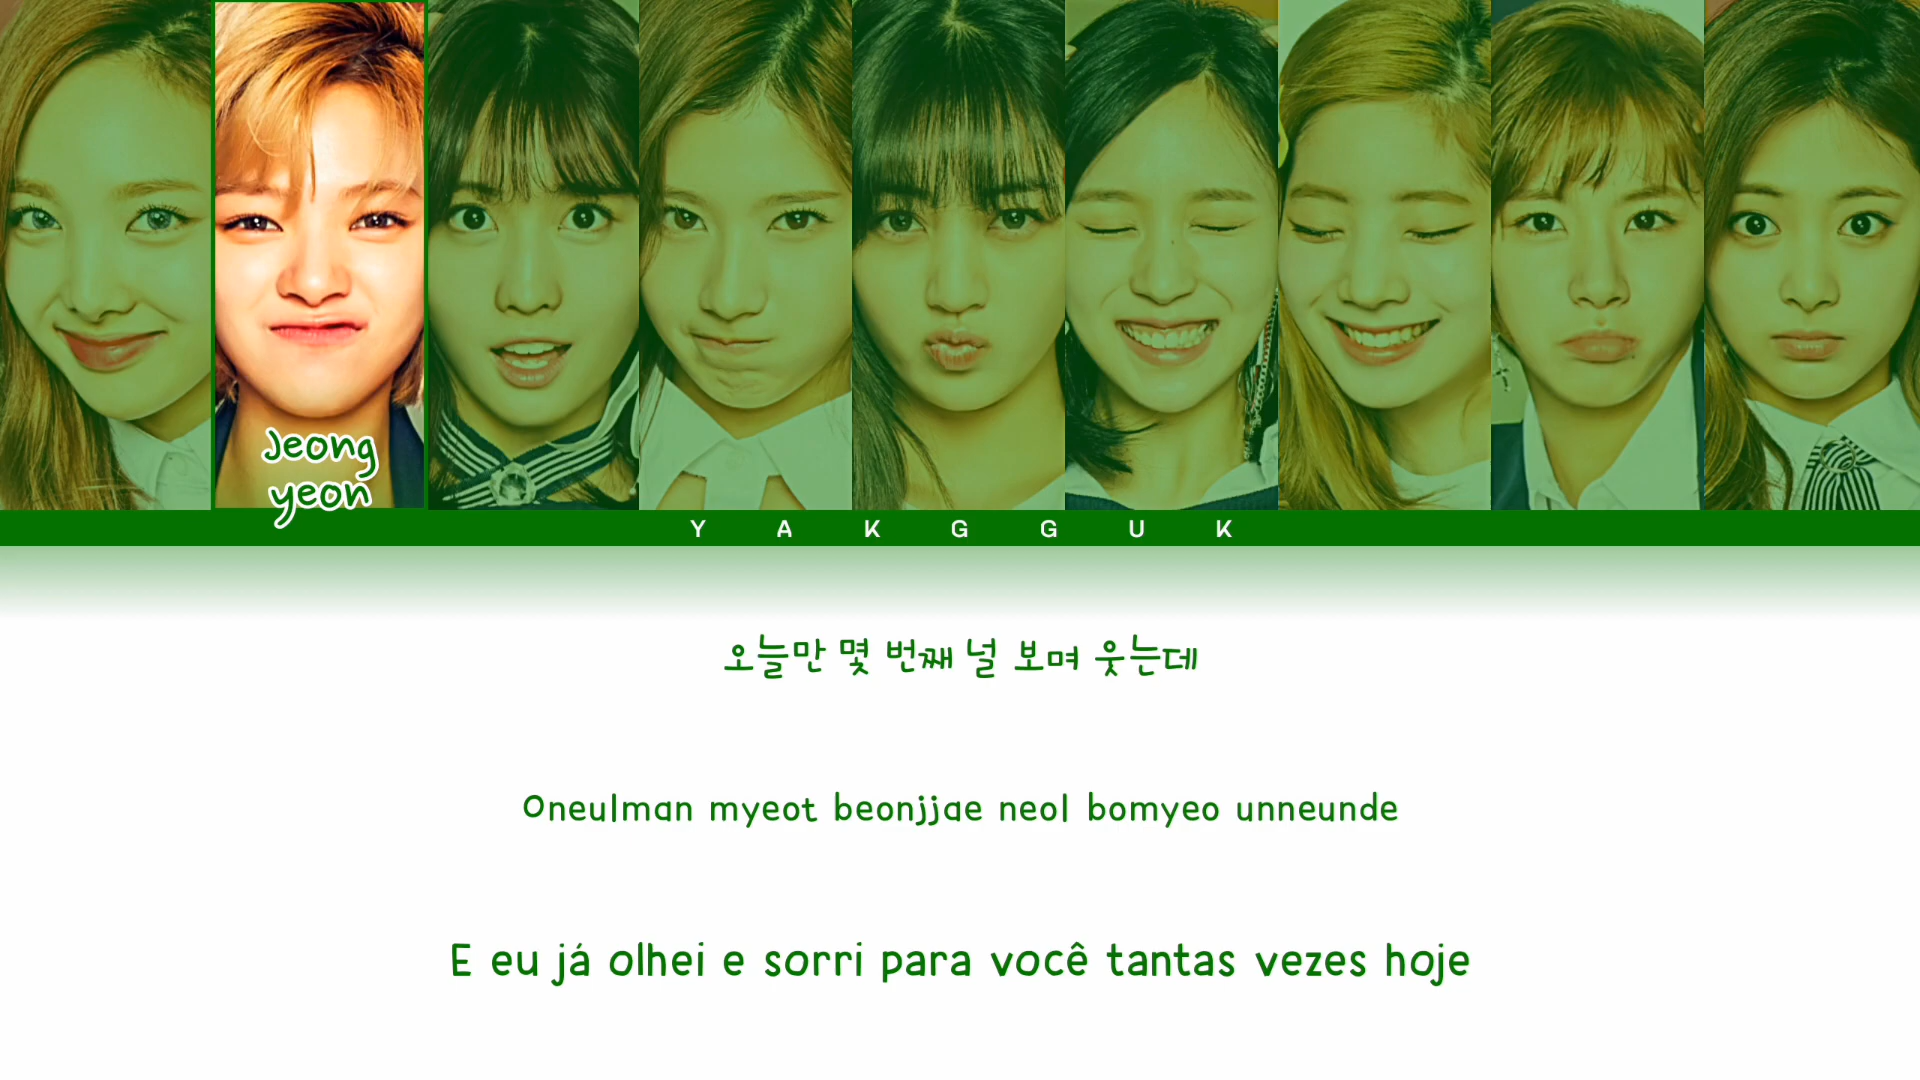 Jeong
yeon
YAKGGUK
오늘만 몇 번째 널 보며 웃는데
Oneulman myeot beonjjae neol bomyeo unneunde
E eu já olhei e sorri para você tantas vezes hoje